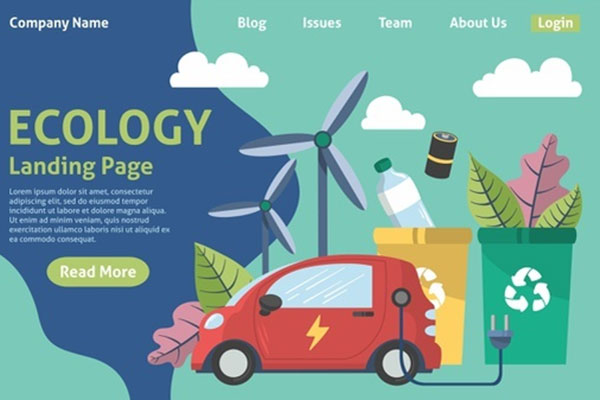 Company Name
Blog
Issues
Team
About Us
Login
ECOLOGY
Landing Page
Lorem ipsum dolor sit amet, consectetur
adipiscing elit, sed do eiusmod tempor
incididunt ut labore et dolore magna aliqua.
Ut enim ad minim veniam, quis nostrud
exercitation ullamco laboris nisi ut aliquip ex
ea commodo consequat.
Read More